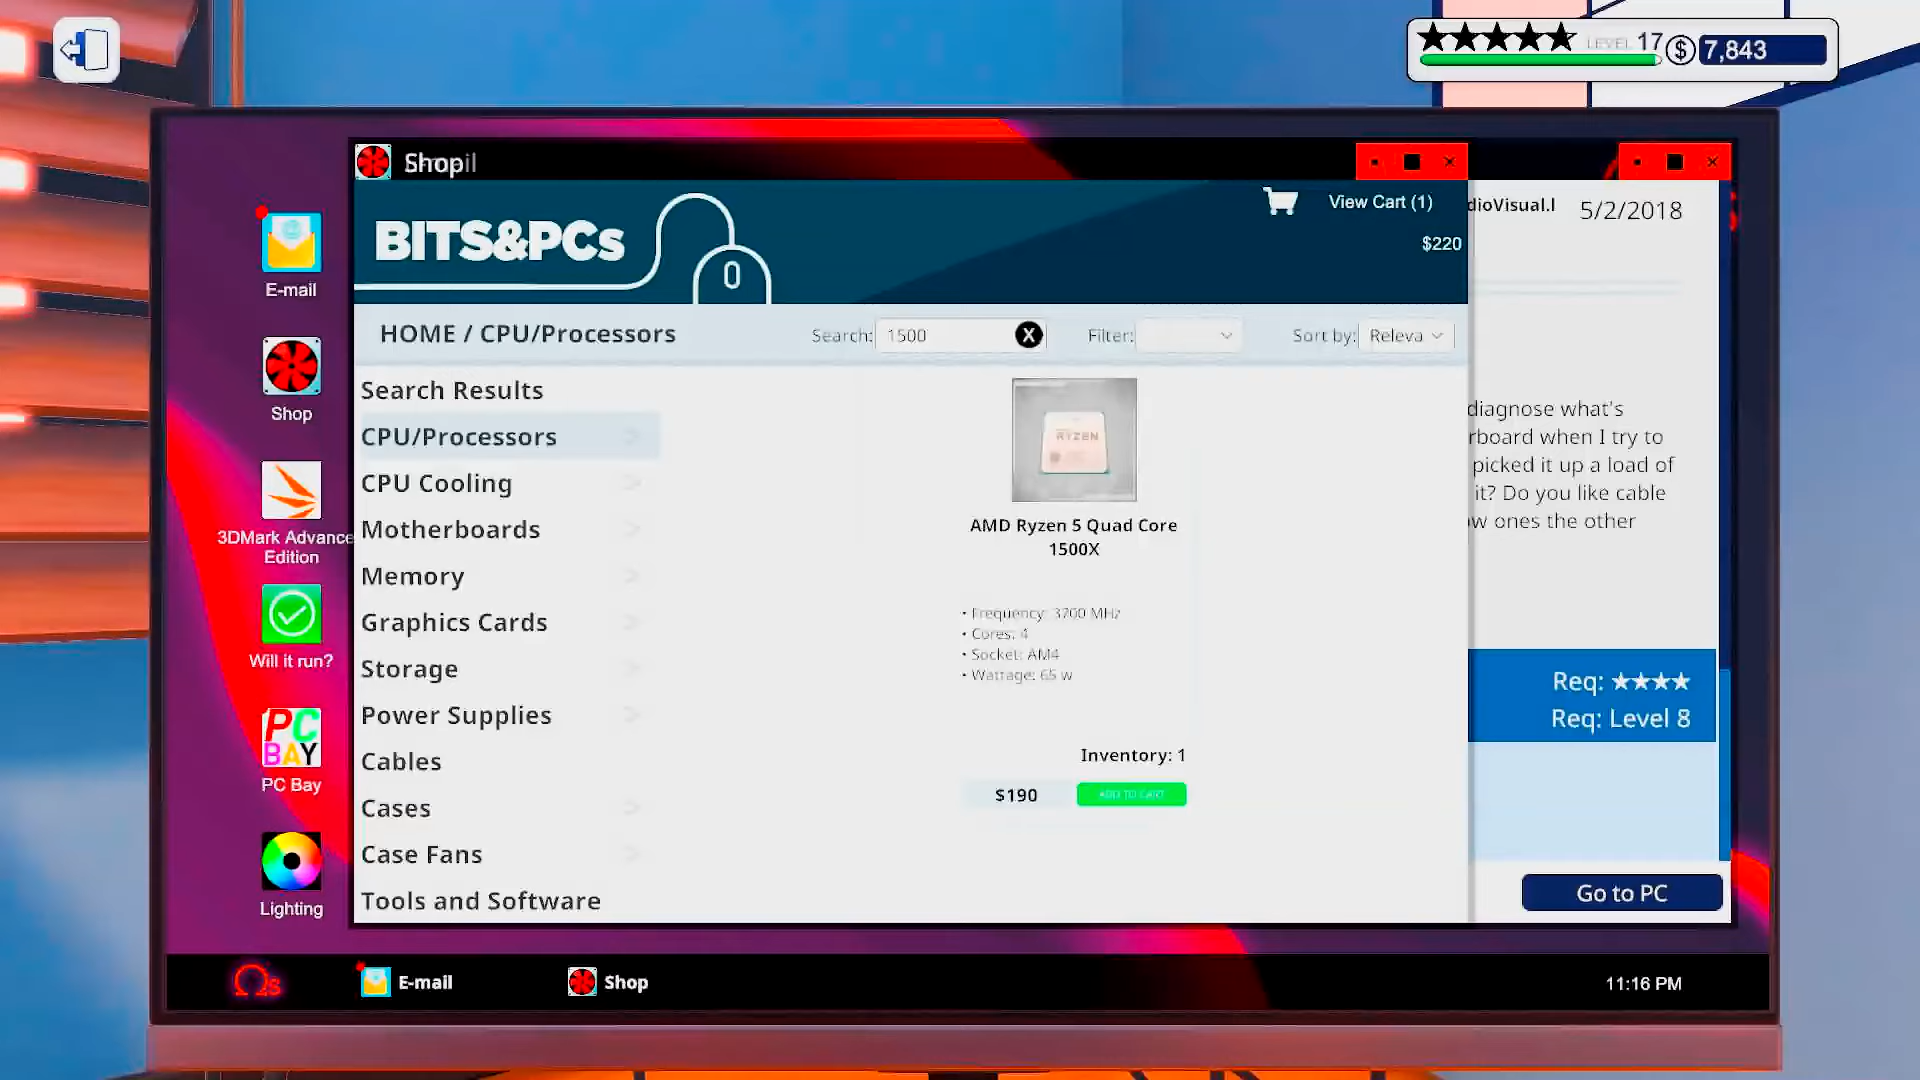 LEVEL 17
$ 7,843
Shop
View Cart (1)
$220
BITS&PCs
dioVisual.l
5/2/2018
HOME / CPU/Processors
Search:
1500
X
Filter:
Sort by:
Releva
Search Results
CPU/Processors
CPU Cooling
Motherboards
Memory
Graphics Cards
Storage
Power Supplies
Cables
Cases
Case Fans
Tools and Software
RYZEN
AMD Ryzen 5 Quad Core
1500X
• Frequency: 3700 MHz
• Cores: 4
• Socket: AM4
• Wattage: 65 w
Inventory: 1
$190
ADD TO CART
diagnose what's
rboard when I try to
picked it up a load of
it? Do you like cable
w ones the other
Req: ★★★★
Req: Level 8
Go to PC
E-mail
Shop
3DMark Advance
Edition
Will it run?
PC
BAY
PC Bay
Lighting
Ωs
E-mail
Shop
11:16 PM